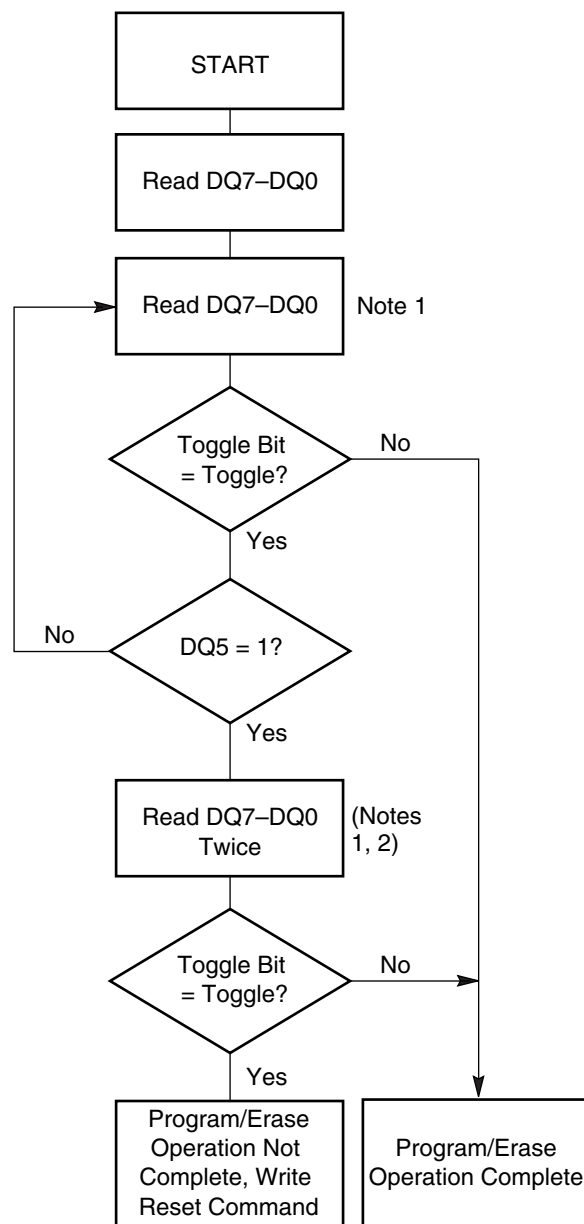 START
Read DQ7–DQ0
Read DQ7–DQ0
Note 1
Toggle Bit
= Toggle?
No
Yes
No
DQ5 = 1?
Yes
Read DQ7–DQ0
Twice
(Notes
1, 2)
Toggle Bit
= Toggle?
No
Yes
Program/Erase
Operation Not
Complete, Write
Reset Command
Program/Erase
Operation Complete